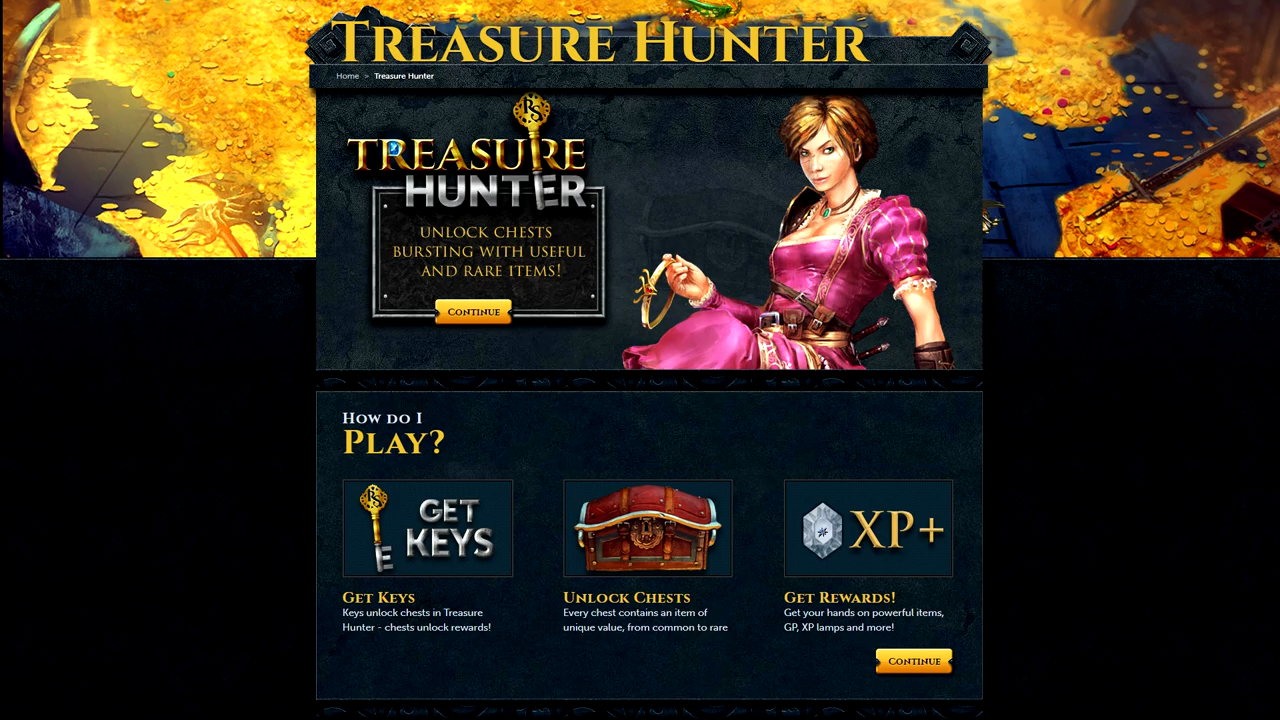 Treasure Hunter
Home > Treasure Hunter
RS
TREASURE
HUNTER
UNLOCK CHESTS
BURSTING WITH USEFUL
AND RARE ITEMS!
Continue
How do I
Play?
RS
GET
KEYS
XP+
Get Keys
Keys unlock chests in Treasure
Hunter - chests unlock rewards!
Unlock Chests
Every chest contains an item of
unique value, from common to rare
Get Rewards!
Get your hands on powerful items,
GP, XP lamps and more!
Continue